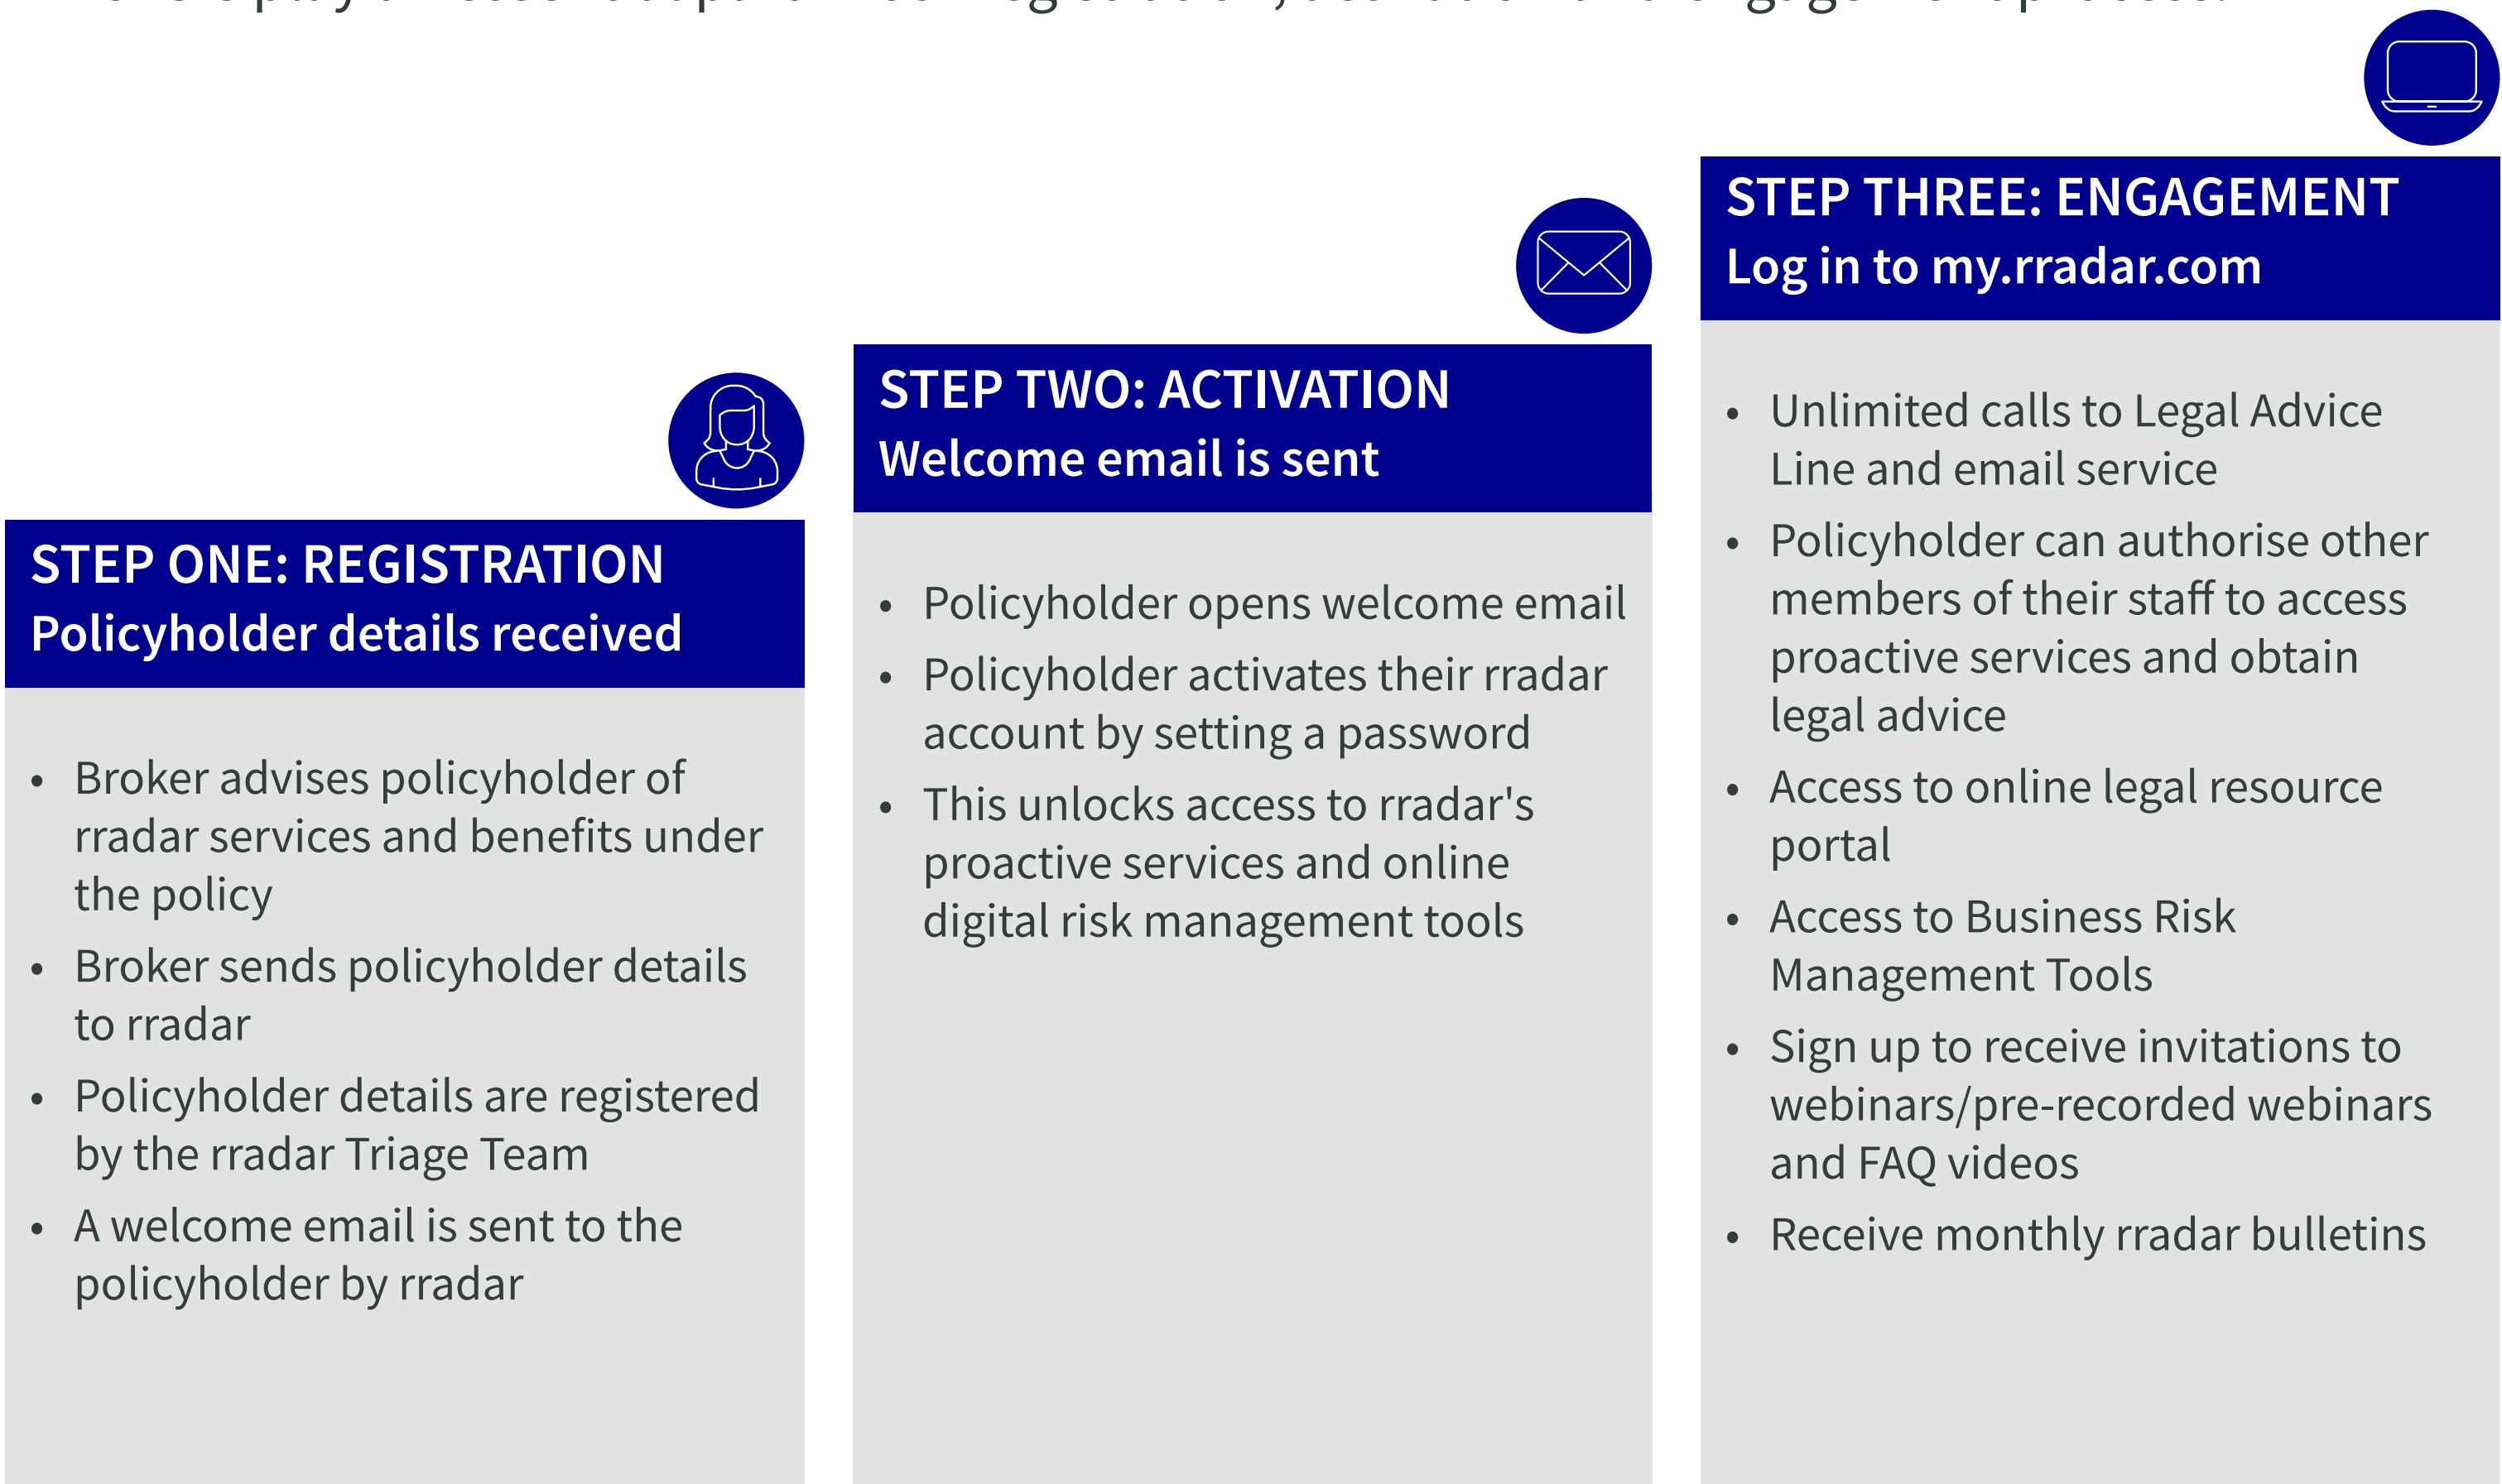 STEP ONE: REGISTRATION
Policyholder details received
• Broker advises policyholder of
rradar services and benefits under
the policy
• Broker sends policyholder details
to rradar
• Policyholder details are registered
by the rradar Triage Team
• A welcome email is sent to the
policyholder by rradar
STEP TWO: ACTIVATION
Welcome email is sent
• Policyholder opens welcome email
• Policyholder activates their rradar
account by setting a password
• This unlocks access to rradar's
proactive services and online
digital risk management tools
STEP THREE: ENGAGEMENT
Log in to my.rradar.com
• Unlimited calls to Legal Advice
Line and email service
• Policyholder can authorise other
members of their staff to access
proactive services and obtain
legal advice
• Access to online legal resource
portal
• Access to Business Risk
Management Tools
• Sign up to receive invitations to
webinars/pre-recorded webinars
and FAQ videos
• Receive monthly rradar bulletins